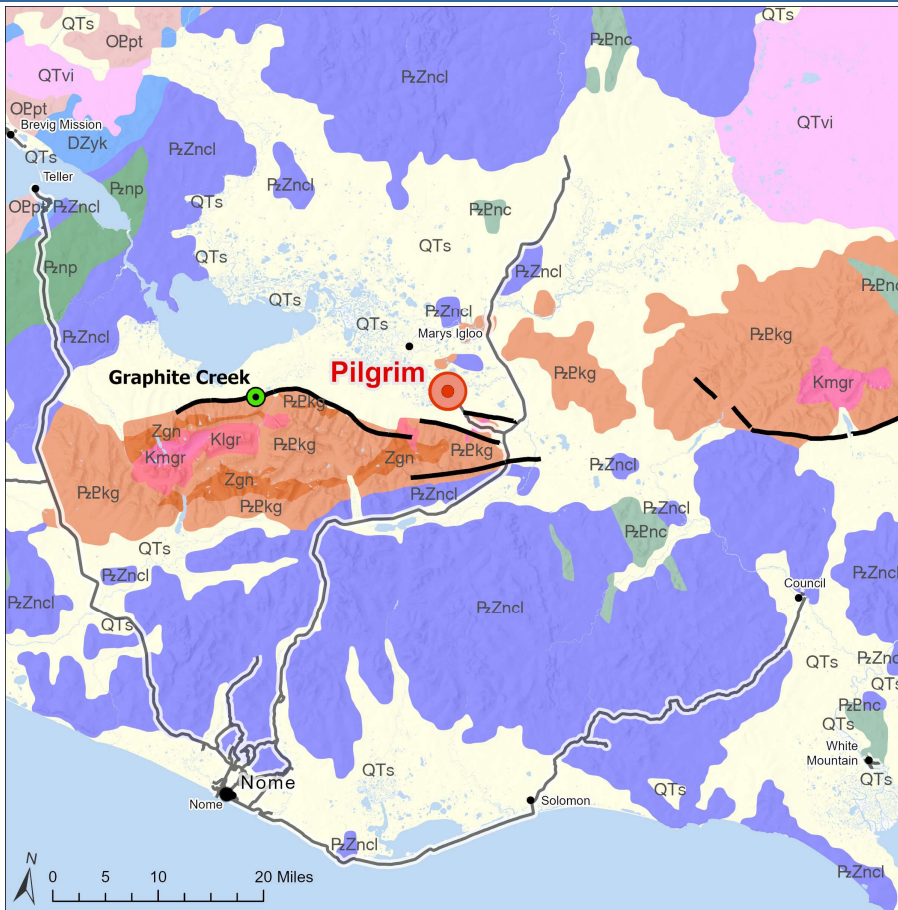 QTs
OPpt
QTvi
OPpt
Brevig Mission
DZyk
QTs
Teller
OPpt
PzZncl
Pznp
PzZncl
QTs
PzZncl
QTs
Pznp
PzZncl
QTs
PzZncl
PzPnc
QTs
QTvi
PzPnc
QTs
PzZncl
PzPnc
QTs
PzZncl
Marys Igloo
PzPkg
Kmgr
Pilgrim
Graphite Creek
PzPkg
PzPkg
Zgn
Klgr
Kmgr
PzPkg
Zgn
PzPkg
Zgn
PzPkg
PzPkg
PzZncl
PzZncl
PzZncl
PzPnc
QTs
PzZncl
PzZncl
QTs
PzZncl
Council
PzZncl
QTs
PzZncl
QTs
PzPnc
QTs
White
Mountain
QTs
QTs
Nome
Nome
Solomon
QTs
PzZncl
PzZncl
N
0 5 10 20 Miles